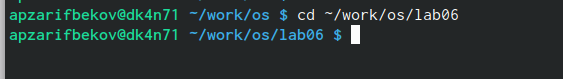 apzarifbekov@dk4n71 ~/work/os $ cd ~/work/os/lab06
apzarifbekov@dk4n71 ~/work/os/lab06 $